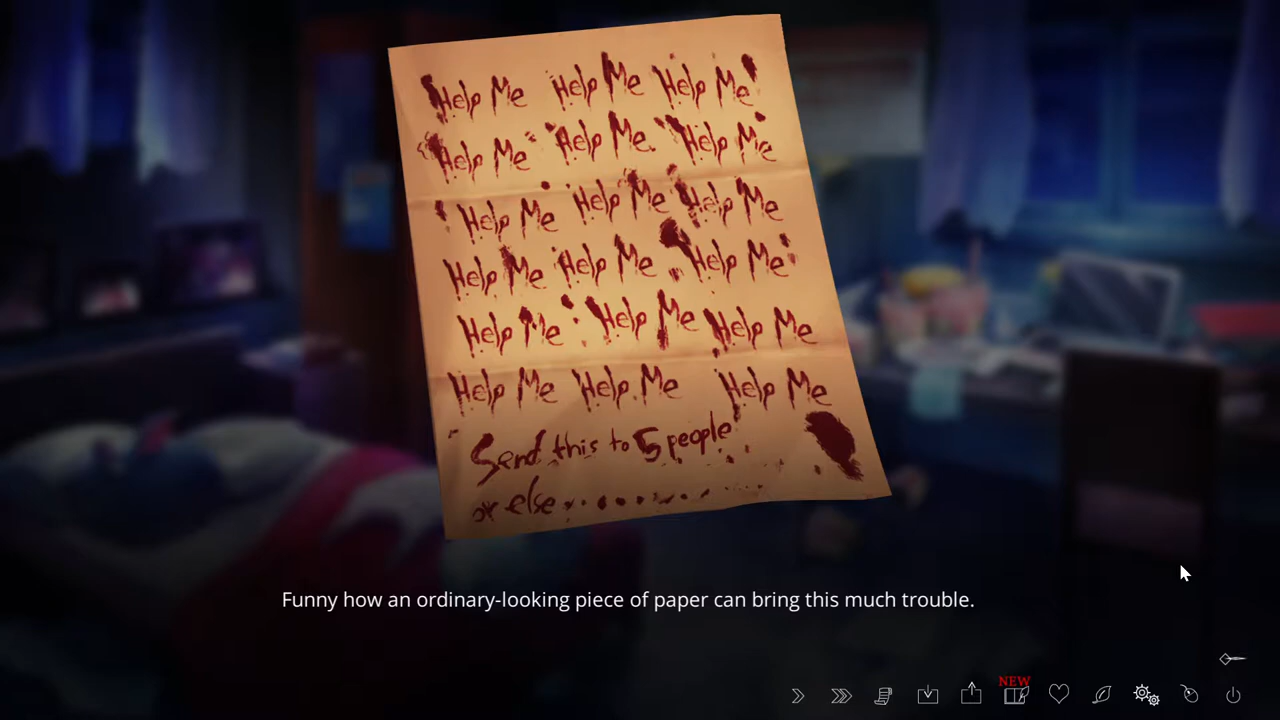 Help Me Help Me Help Me
Help Me Help Me Help Me
Help Me Help Me Help Me
Help Me Help Me Help Me
Help Me Help Me Help Me
Help Me Help Me Help Me
Send this to 5 people
or else............
Funny how an ordinary-looking piece of paper can bring this much trouble.
NEW